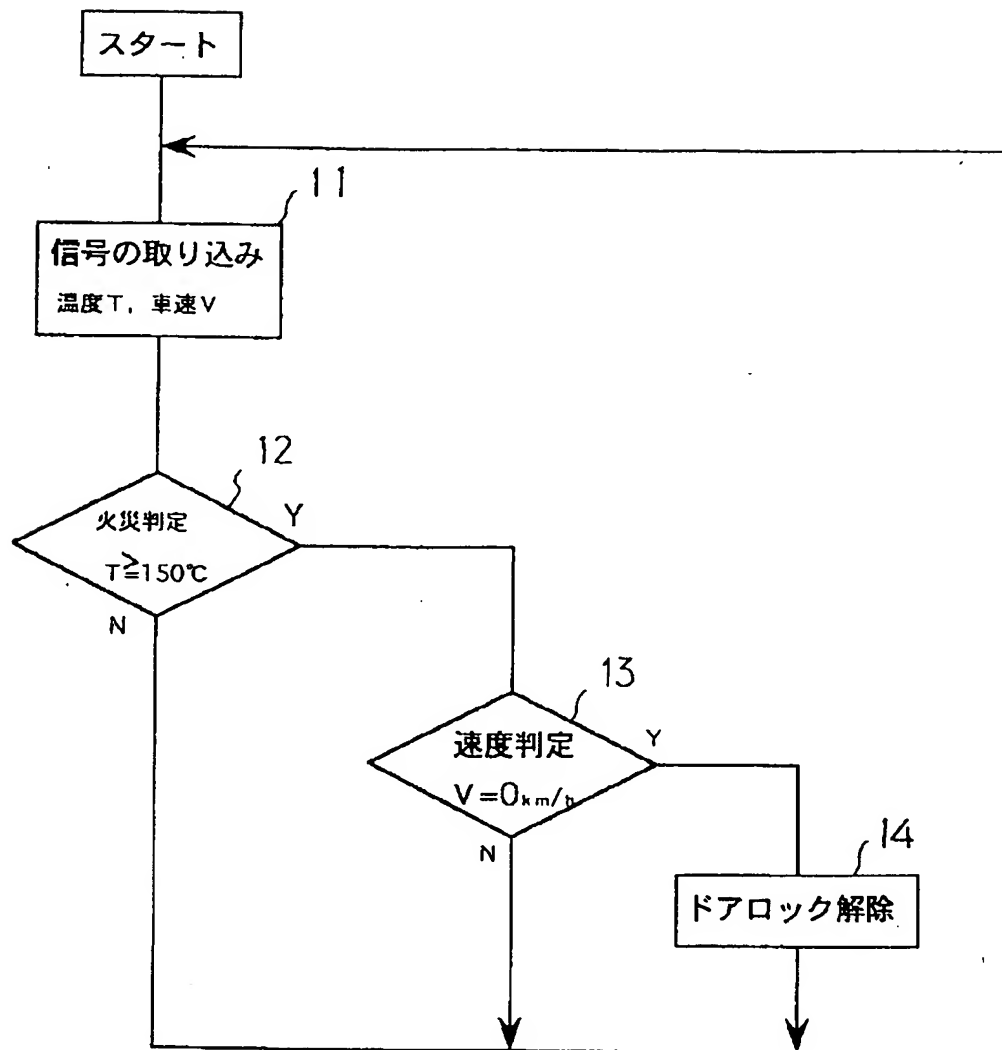 スタート
11
信号の取り込み
温度T, 車速V
12
火災判定
Y
T≧150℃
N
13
速度判定
Y
V=0km/h
N
14
ドアロック解除